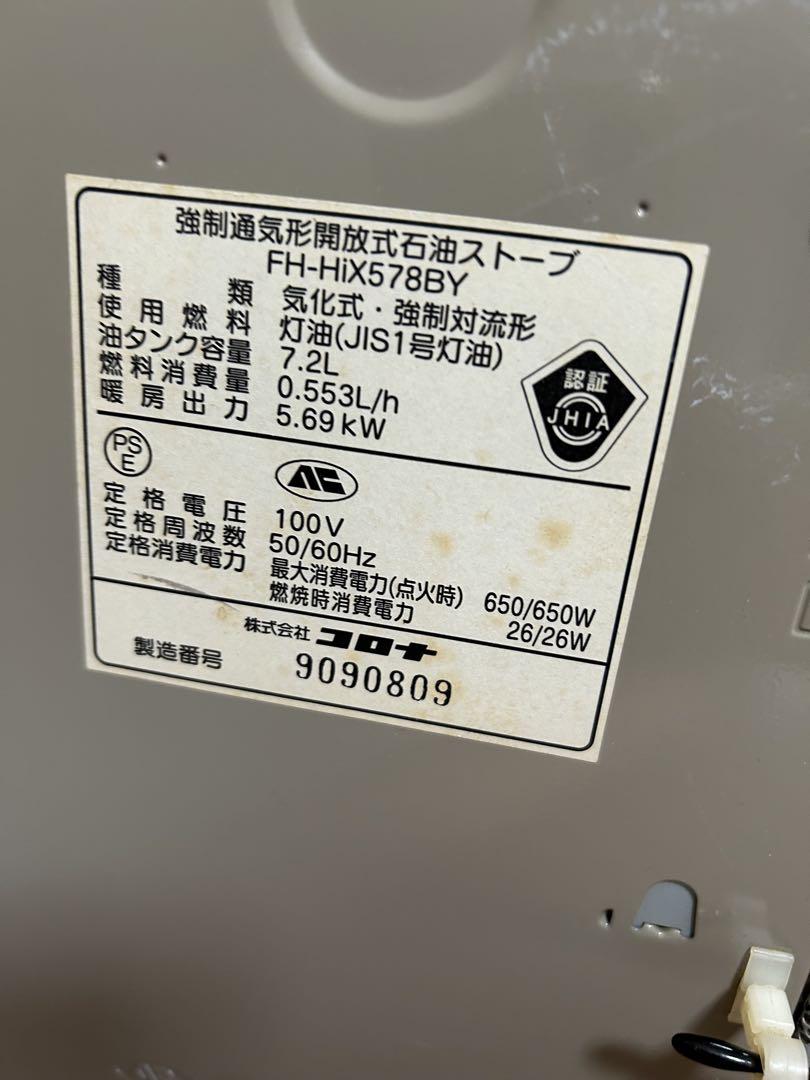 強制通気形開放式石油ストーブ
FH-HiX578BY
種類 気化式・強制対流形
使用燃料 灯油(JIS1号灯油)
油タンク容量 7.2L
燃料消費量 0.553L/h
暖房出力 5.69kW
認証
JHIA
PS
E
定格電圧 100V
定格周波数 50/60Hz
定格消費電力 最大消費電力(点火時) 650/650W
燃焼時消費電力 26/26W
株式会社コロナ
製造番号 9090809